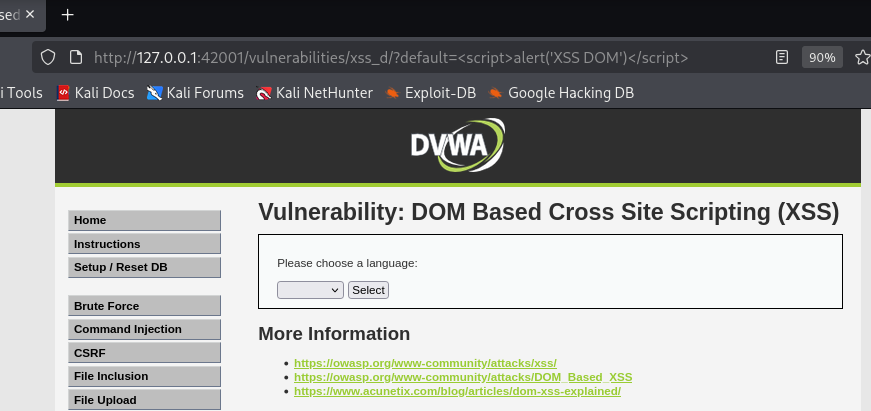 sed ✕ +
http://127.0.0.1:42001/vulnerabilities/xss_d/?default=<script>alert('XSS DOM')</script> 90%
i Tools Kali Docs Kali Forums Kali NetHunter Exploit-DB Google Hacking DB
DVWA
Vulnerability: DOM Based Cross Site Scripting (XSS)
Home
Instructions
Setup / Reset DB
Brute Force
Command Injection
CSRF
File Inclusion
File Upload
Please choose a language:
Select
More Information
• https://owasp.org/www-community/attacks/xss/
• https://owasp.org/www-community/attacks/DOM_Based_XSS
• https://www.acunetix.com/blog/articles/dom-xss-explained/